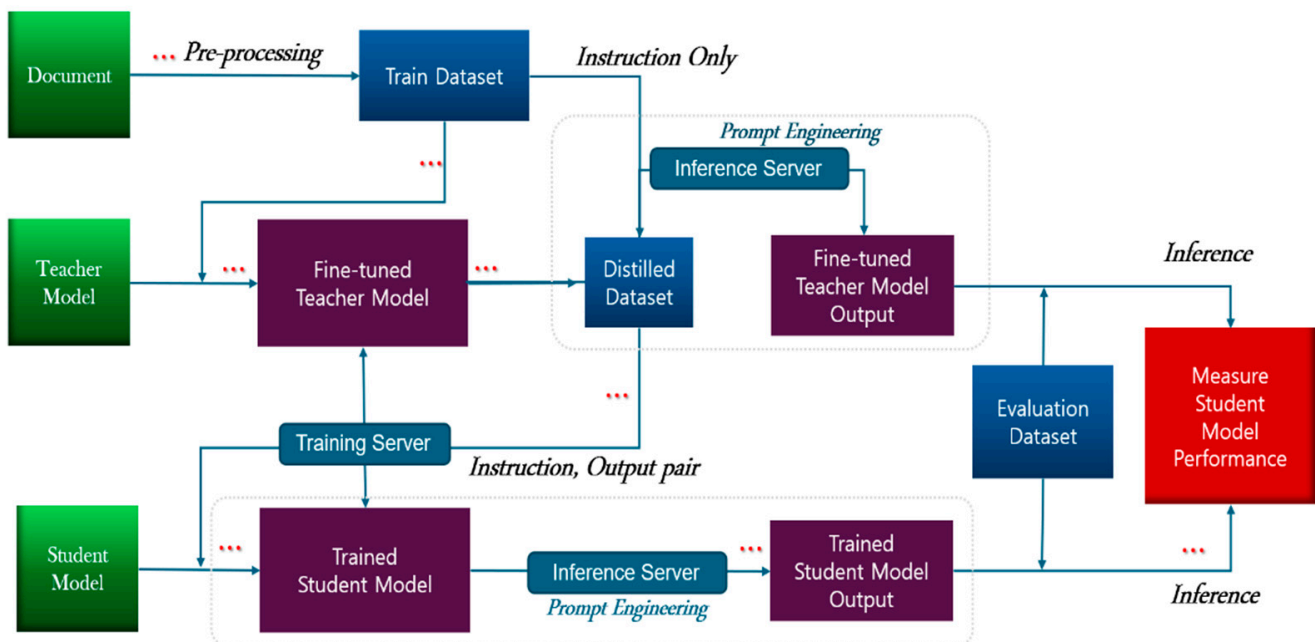 Document
... Pre-processing
Train Dataset
Instruction Only
...
Prompt Engineering
Inference Server
Teacher
Model
...
Fine-tuned
Teacher Model
...
Distilled
Dataset
Fine-tuned
Teacher Model
Output
Inference
...
Training Server
Instruction, Output pair
Evaluation
Dataset
Measure
Student
Model
Performance
Student
Model
...
Trained
Student Model
Inference Server
Prompt Engineering
...
Trained
Student Model
Output
...
Inference